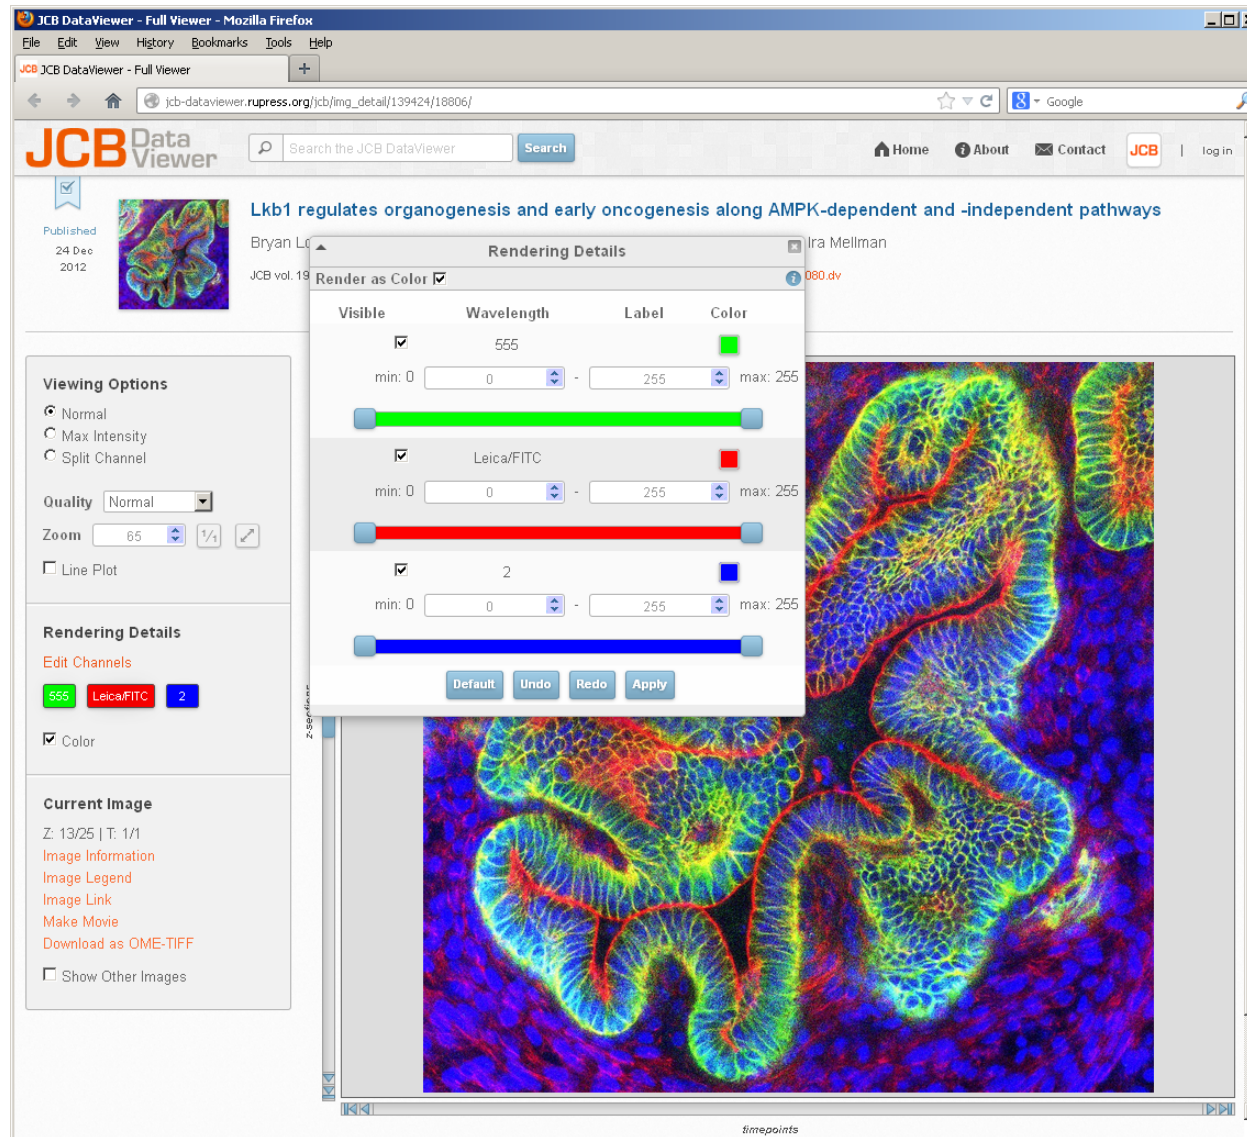 JCB DataViewer - Full Viewer - Mozilla Firefox
File Edit View History Bookmarks Tools Help
JCB JCB DataViewer - Full Viewer +
jcb-dataviewer.rupress.org/jcb/img_detail/139424/18806/ Google
JCB Data Viewer Search the JCB DataViewer Search Home About Contact JCB | log in
Published
24 Dec
2012
Lkb1 regulates organogenesis and early oncogenesis along AMPK-dependent and -independent pathways
Bryan Ira Mellman
JCB vol. 080.dv
Rendering Details
Render as Color
Visible Wavelength Label Color
555
min: 0 0 - 255 max: 255
Leica/FITC
min: 0 0 - 255 max: 255
2
min: 0 0 - 255 max: 255
Default Undo Redo Apply
Viewing Options
Normal
Max Intensity
Split Channel
Quality Normal
Zoom 65 1/1
Line Plot
Rendering Details
Edit Channels
555 Leica/FITC 2
Color
Current Image
Z: 13/25 | T: 1/1
Image Information
Image Legend
Image Link
Make Movie
Download as OME-TIFF
Show Other Images
timepoints